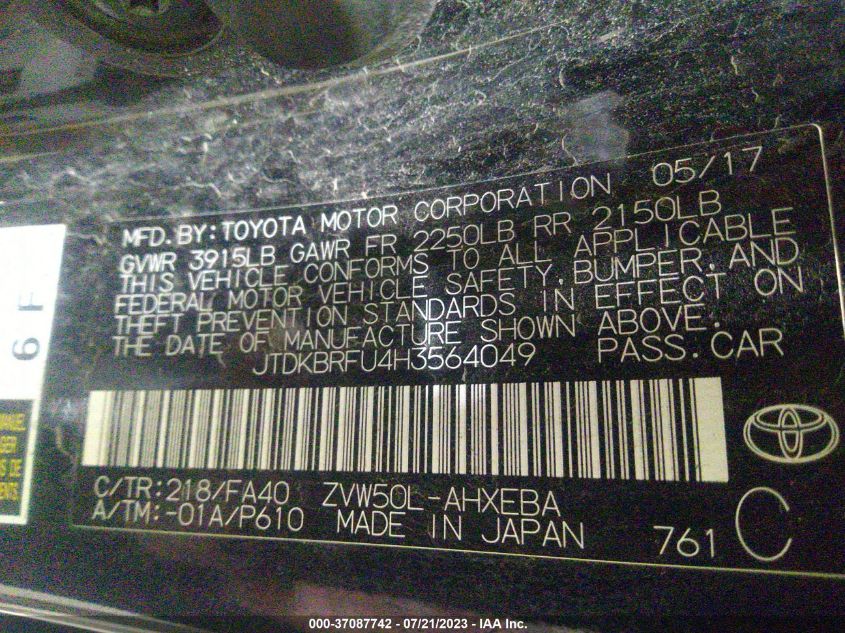 MFD. BY: TOYOTA MOTOR CORPORATION 05/17
GVWR 3915LB GAWR FR 2250LB RR 2150LB
THIS VEHICLE CONFORMS TO ALL APPLICABLE
FEDERAL MOTOR VEHICLE SAFETY, BUMPER, AND
THEFT PREVENTION STANDARDS IN EFFECT ON
THE DATE OF MANUFACTURE SHOWN ABOVE.
JTDKBRFU4H3564049 PASS. CAR
C/TR: 218/FA40 ZVW50L-AHXEBA
A/TM: -01A/P610 MADE IN JAPAN
761 C
6F
MANUEL
DE
000-37087742 - 07/21/2023 - IAA Inc.